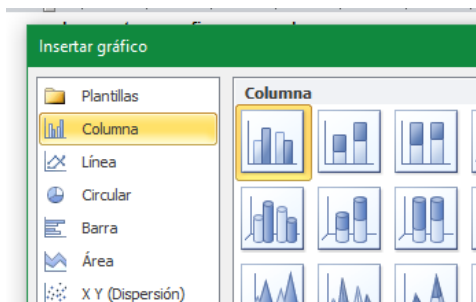 Insertar gráfico
Plantillas
Columna
Línea
Circular
Barra
Área
X Y (Dispersión)
Columna